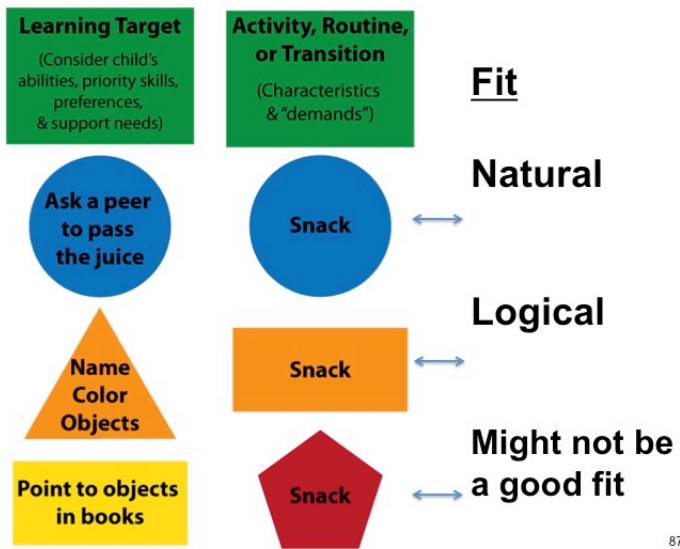 Learning Target
(Consider child's
abilities, priority skills,
preferences,
& support needs)
Activity, Routine,
or Transition
(Characteristics
& "demands")
Fit
Ask a peer
to pass
the juice
Snack
Natural
Name
Color
Objects
Snack
Logical
Point to objects
in books
Snack
Might not be
a good fit
87